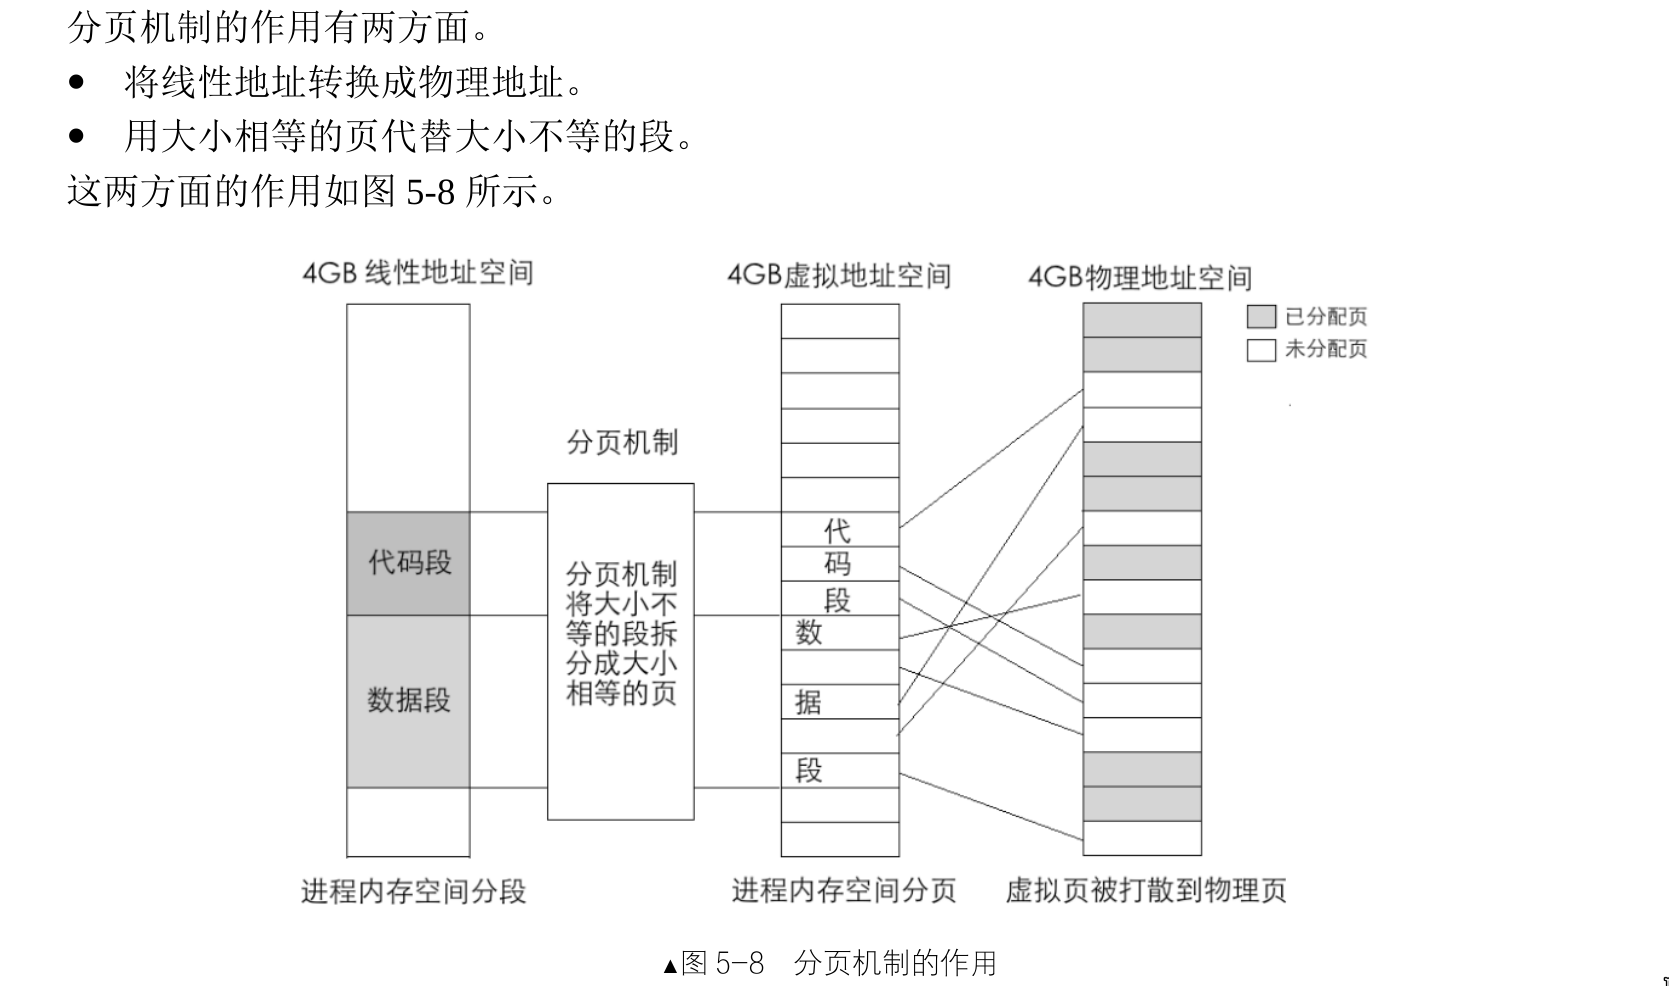 分页机制的作用有两方面。
● 将线性地址转换成物理地址。
● 用大小相等的页代替大小不等的段。
这两方面的作用如图 5-8 所示。
4GB 线性地址空间
4GB虚拟地址空间
4GB物理地址空间
已分配页
未分配页
分页机制
代码段
数据段
分页机制
将大小不
等的段拆
分成大小
相等的页
代
码
段
数
据
段
进程内存空间分段
进程内存空间分页
虚拟页被打散到物理页
▲图 5-8 分页机制的作用